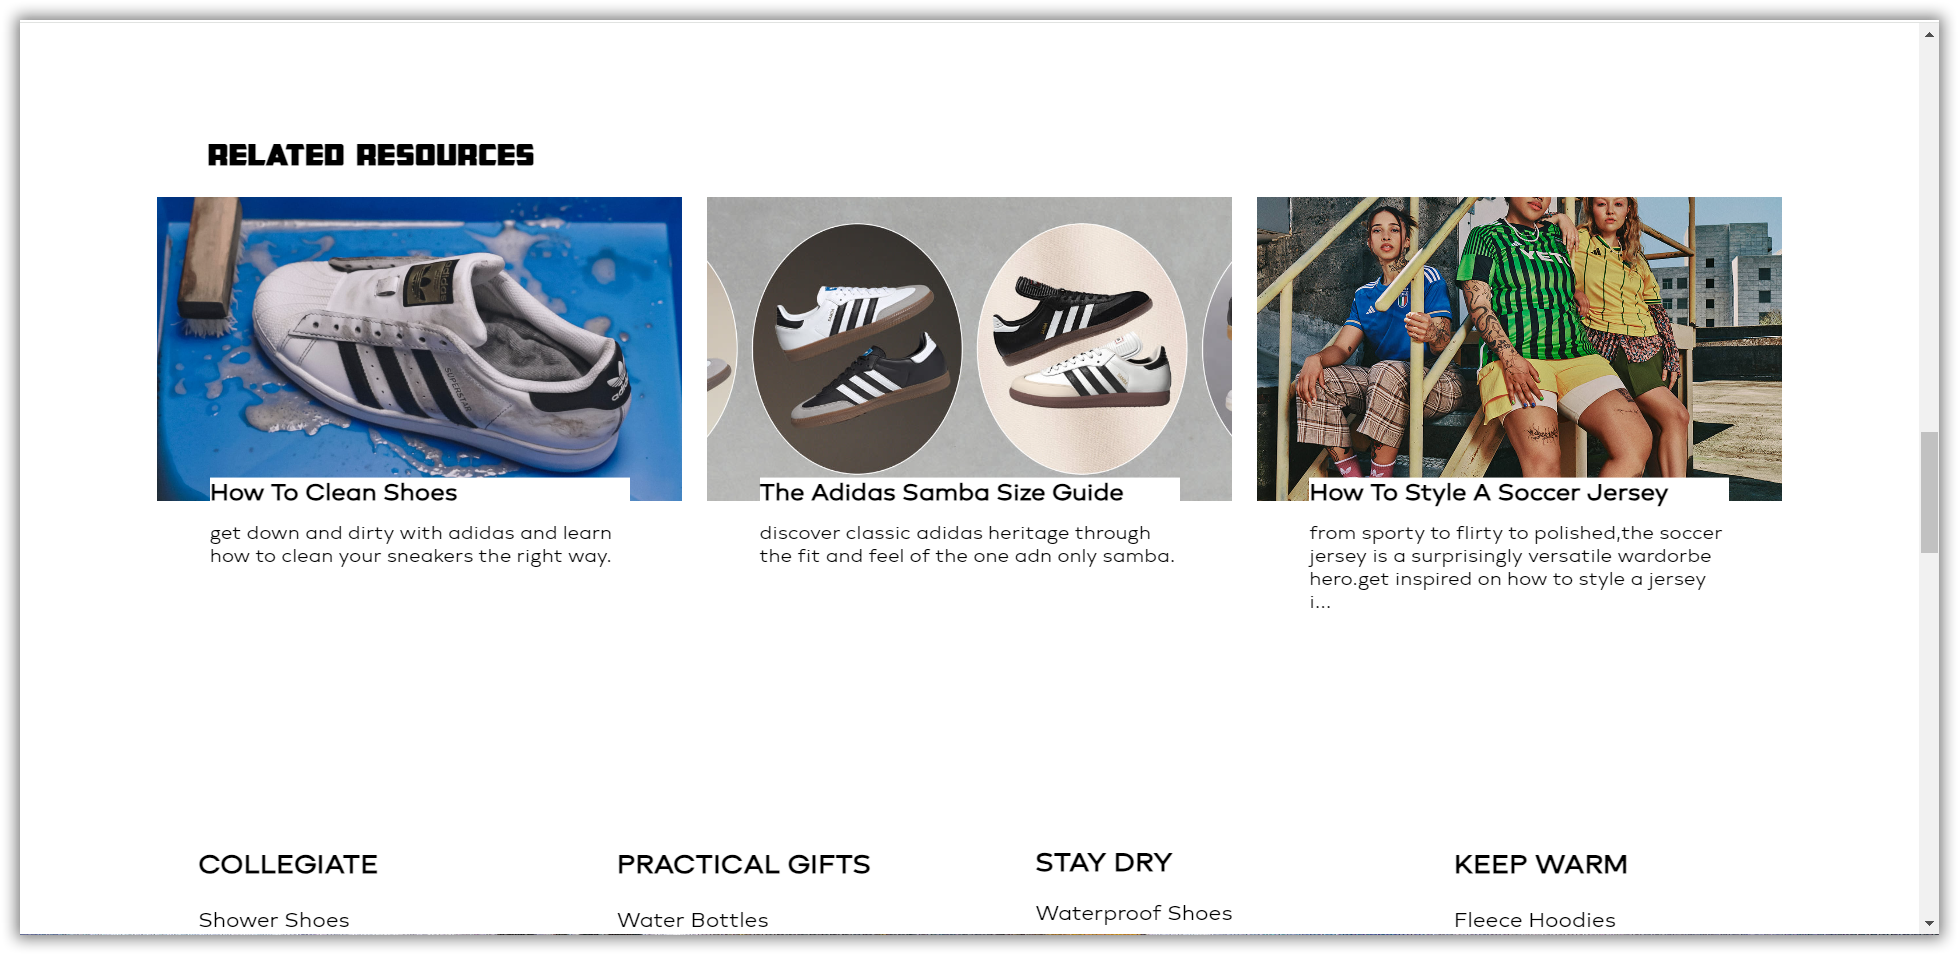 RELATED RESOURCES
SUPERSTAR
adidas
YETI
How To Clean Shoes
The Adidas Samba Size Guide
How To Style A Soccer Jersey
get down and dirty with adidas and learn
how to clean your sneakers the right way.
discover classic adidas heritage through
the fit and feel of the one adn only samba.
from sporty to flirty to polished,the soccer
jersey is a surprisingly versatile wardorbe
hero.get inspired on how to style a jersey
i...
COLLEGIATE
PRACTICAL GIFTS
STAY DRY
KEEP WARM
Shower Shoes
Water Bottles
Waterproof Shoes
Fleece Hoodies